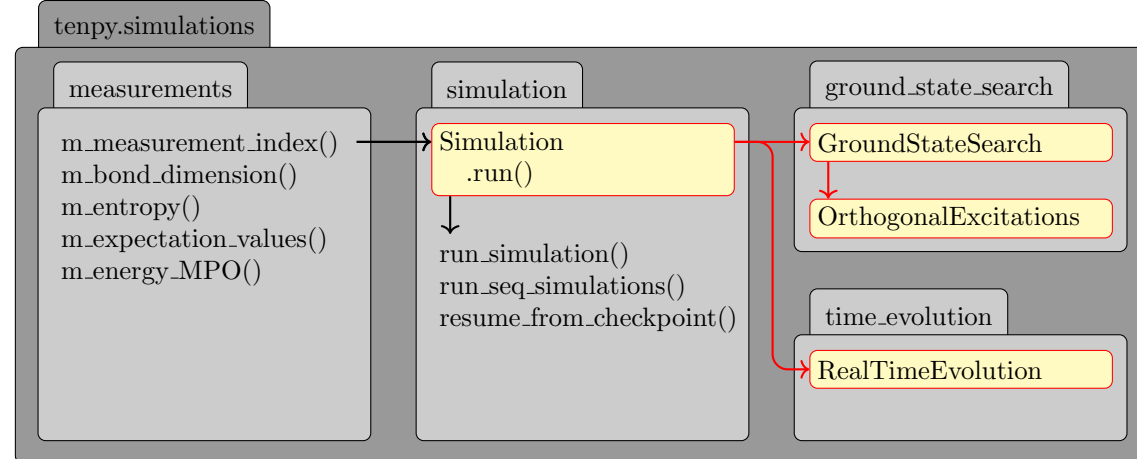 tenpy.simulations
measurements
m_measurement_index()
m_bond_dimension()
m_entropy()
m_expectation_values()
m_energy_MPO()
simulation
Simulation
.run()
run_simulation()
run_seq_simulations()
resume_from_checkpoint()
ground_state_search
GroundStateSearch
OrthogonalExcitations
time_evolution
RealTimeEvolution